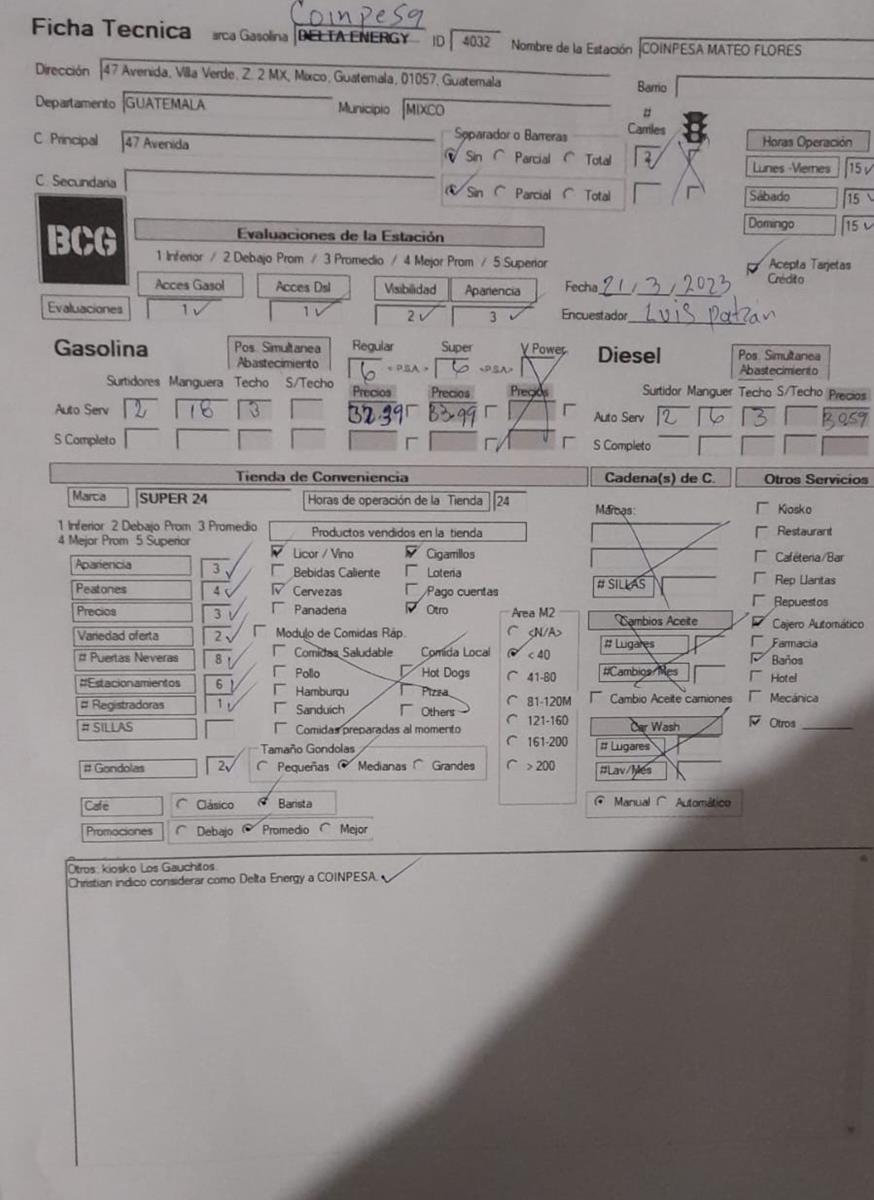 Coinpesa
Ficha Tecnica arca Gasolina DELTA ENERGY ID 4032 Nombre de la Estación COINPESA MATEO FLORES
Dirección 47 Avenida, Villa Verde, Z. 2 MX, Mixco, Guatemala, 01057, Guatemala Barrio
Departamento GUATEMALA Municipio MIXCO # Carriles
C Principal 47 Avenida Separador o Barreras Horas Operación
Sin Parcial Total 2 Lunes -Viernes 15
C. Secundaria Sin Parcial Total Sábado 15
Domingo 15
BCG
Evaluaciones de la Estación
1 Inferior / 2 Debajo Prom / 3 Promedio / 4 Mejor Prom / 5 Superior Acepta Tarjetas Crédito
Acces Gasol Acces Dsl Visibilidad Apariencia Fecha 21/3/2023
Evaluaciones 1 1 2 3 Encuestador Luis Patzán
Gasolina Pos. Simultanea Abastecimiento Regular Super V Power Diesel Pos. Simultanea Abastecimiento
6 <P.S.A.> 6 <P.S.A>
Surtidores Manguera Techo S/Techo Precios Precios Precios Surtidor Manguer Techo S/Techo Precios
Auto Serv 2 18 3 32.39 33.99 Auto Serv 2 6 3 3059
S Completo S Completo
Tienda de Conveniencia Cadena(s) de C. Otros Servicios
Marca SUPER 24 Horas de operación de la Tienda 24 Marcas: Kiosko
1 Inferior 2 Debajo Prom 3 Promedio Productos vendidos en la tienda Restaurant
4 Mejor Prom 5 Superior Licor / Vino Cigarrillos Cafétería/Bar
Apariencia 3 Bebidas Caliente Loteria # SILLAS Rep Llantas
Peatones 4 Cervezas Pago cuentas Repuestos
Precios 3 Panaderia Otro Area M2 Cambios Aceite Cajero Automático
Variedad oferta 2 Modulo de Comidas Ráp. <N/A> # Lugares Farmacia
# Puertas Neveras 8 Comidas Saludable Comida Local < 40 Baños
#Estacionamientos 6 Pollo Hot Dogs 41-80 #Cambios/Mes Hotel
# Registradoras 1 Hamburqu Pizza 81-120M Cambio Aceite camiones Mecánica
# SILLAS Sanduich Others 121-160 Car Wash Otros
Comidas preparadas al momento 161-200 # Lugares
# Gondolas 2 Tamaño Gondolas > 200 #Lav/Mes
Pequeñas Medianas Grandes
Café Clásico Barista Manual Automático
Promociones Debajo Promedio Mejor
Otros: kiosko Los Gauchitos.
Christian indico considerar como Delta Energy a COINPESA.